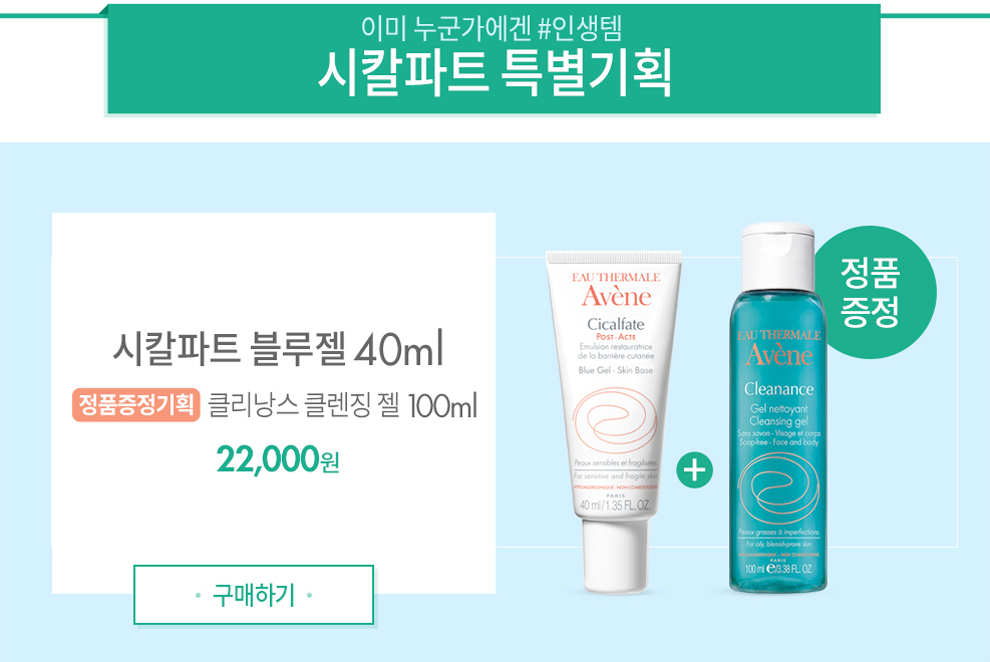 이미 누군가에겐 #인생템
시칼파트 특별기획
시칼파트 블루젤 40ml
정품증정기획 클리낭스 클렌징 젤 100ml
22,000원
구매하기
EAU THERMALE
Avène
Cicalfate
POST-ACTE
Emulsion restauratrice
de la barrière cutanée
Blue Gel - Skin Base
Peaux sensibles et fragilisées
For sensitive and fragile skin
HYPOALLERGÉNIQUE - NON COMÉDOGÈNE
PARIS
40 ml/1.35 FL.OZ.
+
EAU THERMALE
Avène
Cleanance
Gel nettoyant
Cleansing gel
Sans savon - Visage et corps
Soap-free - Face and body
Peaux grasses à imperfections
For oily, blemish-prone skin
PARIS
100 ml e/3.38 FL. OZ.
정품
증정